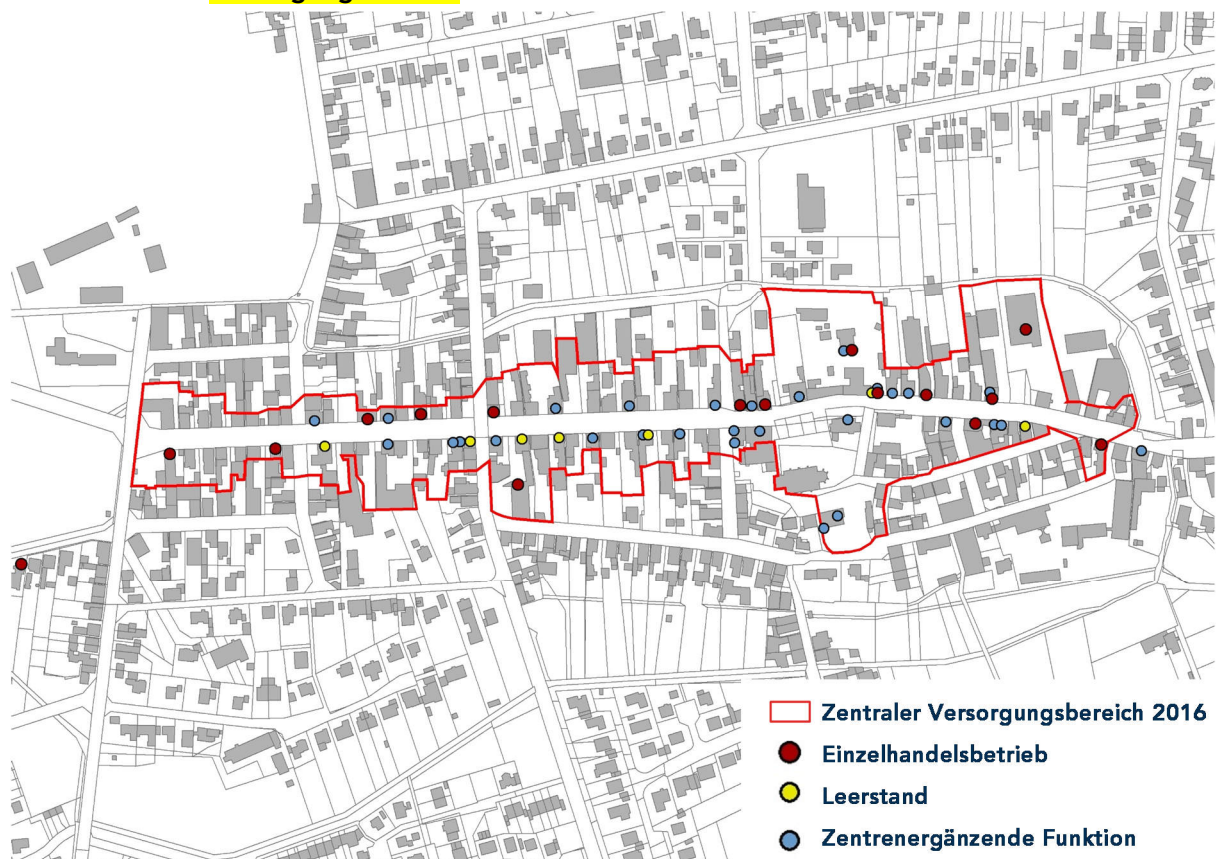 Zentraler Versorgungsbereich 2016
Einzelhandelsbetrieb
Leerstand
Zentrenergänzende Funktion